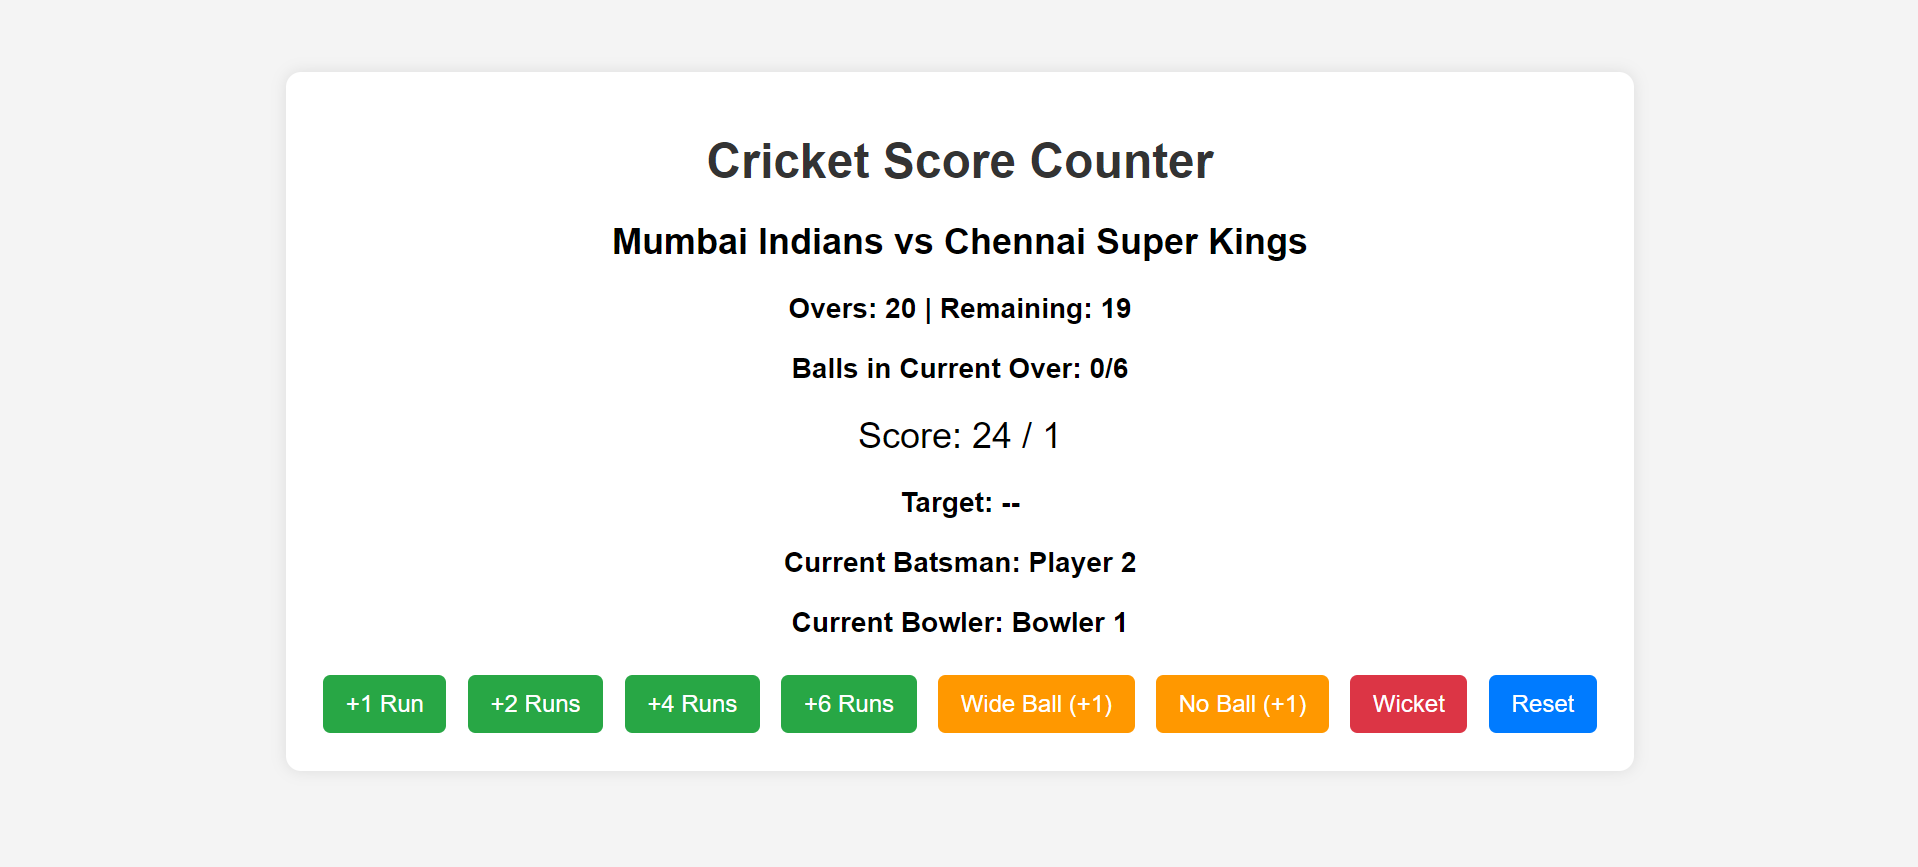 Cricket Score Counter
Mumbai Indians vs Chennai Super Kings
Overs: 20 | Remaining: 19
Balls in Current Over: 0/6
Score: 24 / 1
Target: --
Current Batsman: Player 2
Current Bowler: Bowler 1
+1 Run +2 Runs +4 Runs +6 Runs Wide Ball (+1) No Ball (+1) Wicket Reset